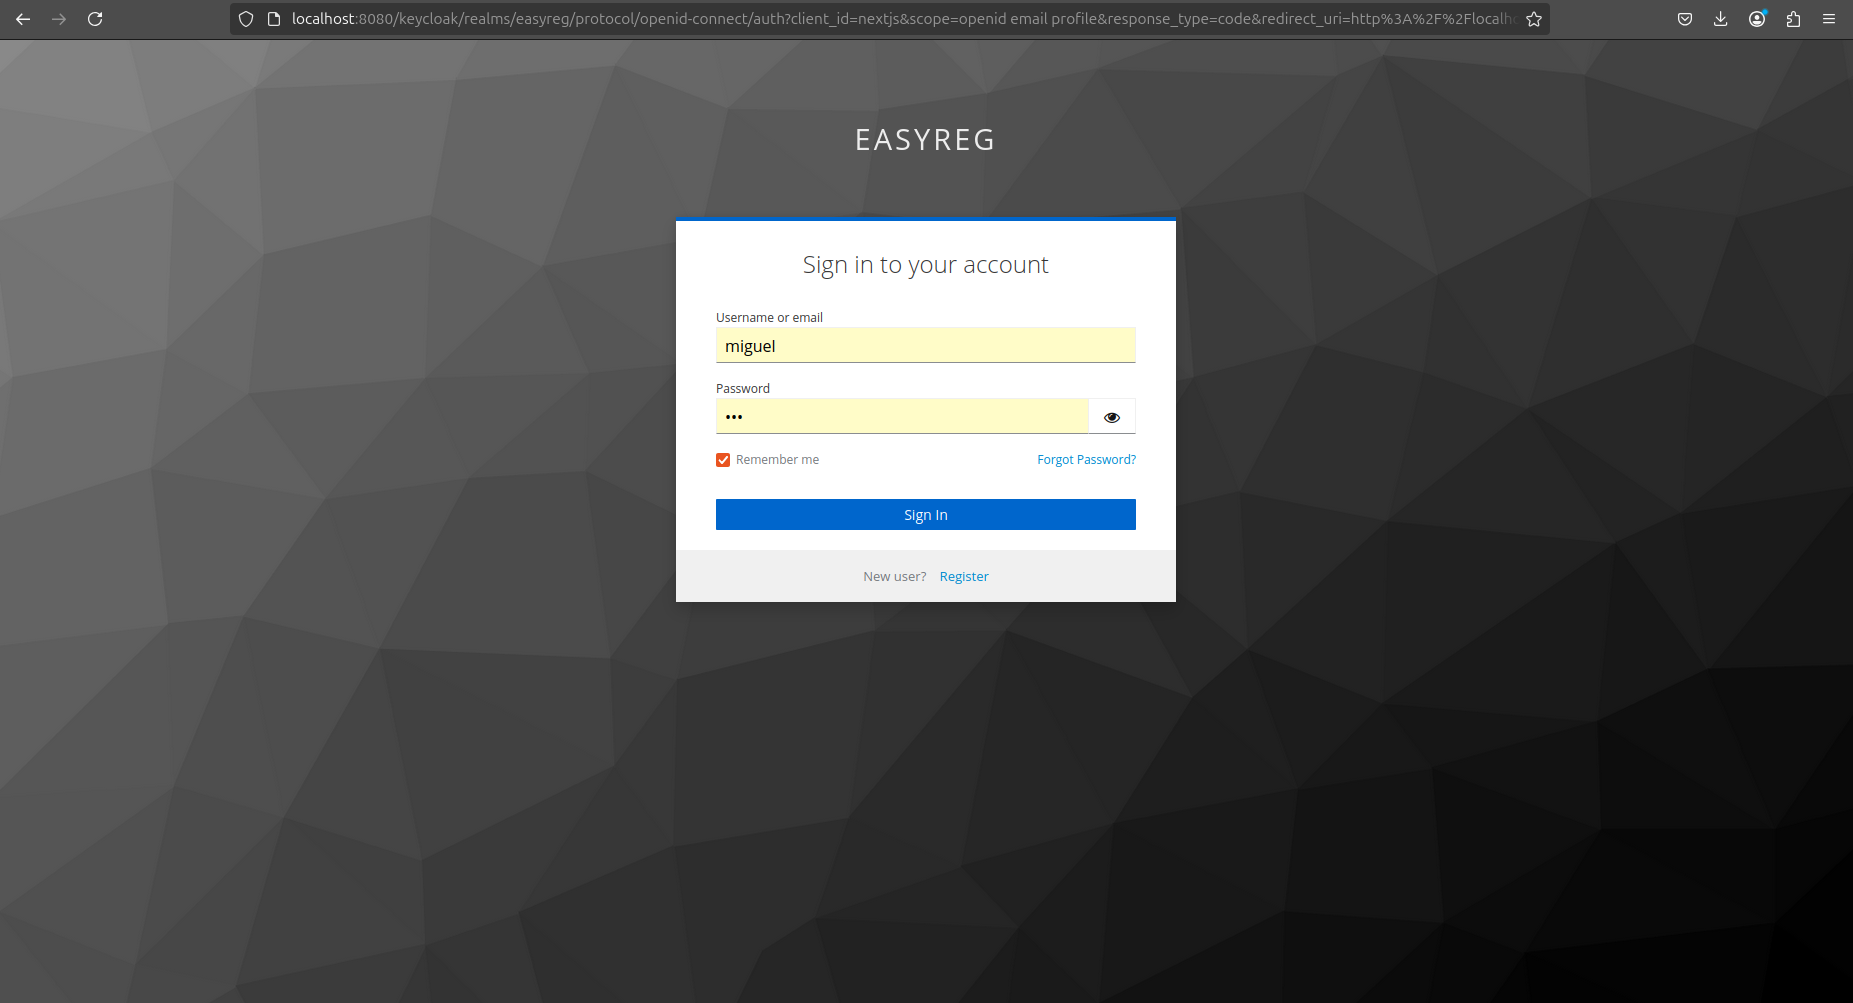 localhost:8080/keycloak/realms/easyreg/protocol/openid-connect/auth?client_id=nextjs&scope=openid email profile&response_type=code&redirect_uri=http%3A%2F%2Flocalho
EASYREG
Sign in to your account
Username or email
miguel
Password
•••
Remember me
Forgot Password?
Sign In
New user? Register